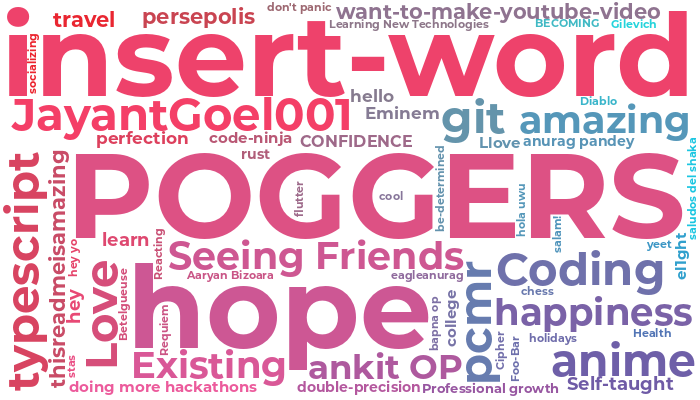 don't panic
want-to-make-youtube-video
travel
persepolis
Learning New Technologies
BECOMING
Gilevich
insert-word
socializing
JayantGoel001
hello
Eminem
git
Diablo
amazing
perfection
code-ninja
CONFIDENCE
Llove
anurag pandey
rust
saludos del shaka
typescript
thisreadmeisamazing
POGGERS
flutter
cool
be-determined
hola uwu
salam!
yeet
el1ght
learn
hey yo
Reacting
Seeing Friends
Coding
hey
Love
Betelgueuse
Aaryan Bizoara
eagleanurag
hope
Requiem
bapna op
college
pcmr
chess
happiness
Cipher
Foo-Bar
holidays
Health
stas
Existing
ankit OP
anime
doing more hackathons
double-precision
Professional growth
Self-taught